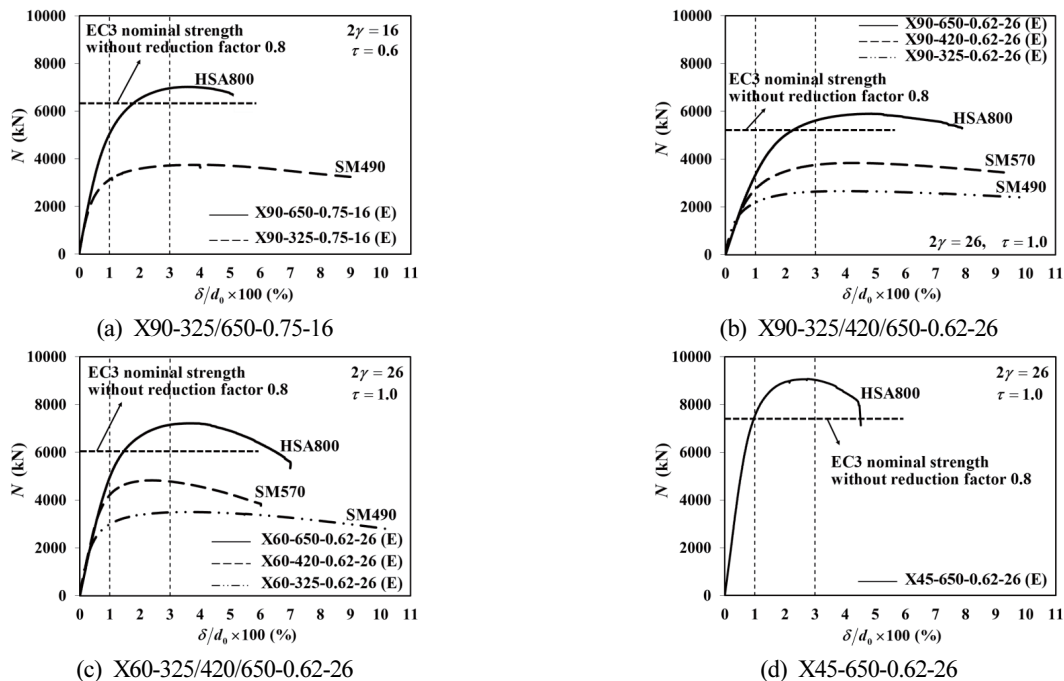 EC3 nominal strength
without reduction factor 0.8
2γ = 16
τ = 0.6
HSA800
SM490
X90-650-0.75-16 (E)
X90-325-0.75-16 (E)
N (kN)
10000
8000
6000
4000
2000
0
0 1 2 3 4 5 6 7 8 9 10 11
δ/d0 ×100 (%)
(a) X90-325/650-0.75-16
X90-650-0.62-26 (E)
X90-420-0.62-26 (E)
X90-325-0.62-26 (E)
EC3 nominal strength
without reduction factor 0.8
HSA800
SM570
SM490
2γ = 26, τ = 1.0
N (kN)
10000
8000
6000
4000
2000
0
0 1 2 3 4 5 6 7 8 9 10 11
δ/d0 ×100 (%)
(b) X90-325/420/650-0.62-26
EC3 nominal strength
without reduction factor 0.8
2γ = 26
τ = 1.0
HSA800
SM570
SM490
X60-650-0.62-26 (E)
X60-420-0.62-26 (E)
X60-325-0.62-26 (E)
N (kN)
10000
8000
6000
4000
2000
0
0 1 2 3 4 5 6 7 8 9 10 11
δ/d0 ×100 (%)
(c) X60-325/420/650-0.62-26
2γ = 26
τ = 1.0
HSA800
EC3 nominal strength
without reduction factor 0.8
X45-650-0.62-26 (E)
N (kN)
10000
8000
6000
4000
2000
0
0 1 2 3 4 5 6 7 8 9 10 11
δ/d0 ×100 (%)
(d) X45-650-0.62-26